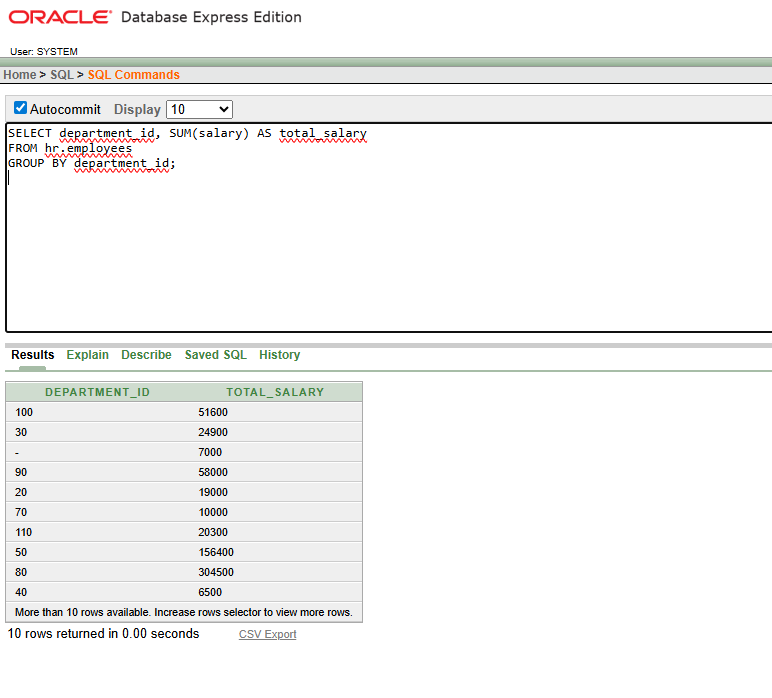 ORACLE Database Express Edition
User: SYSTEM
Home > SQL > SQL Commands
Autocommit Display 10
SELECT department_id, SUM(salary) AS total_salary
FROM hr.employees
GROUP BY department_id;
Results Explain Describe Saved SQL History
DEPARTMENT_ID TOTAL_SALARY
100 51600
30 24900
- 7000
90 58000
20 19000
70 10000
110 20300
50 156400
80 304500
40 6500
More than 10 rows available. Increase rows selector to view more rows.
10 rows returned in 0.00 seconds CSV Export